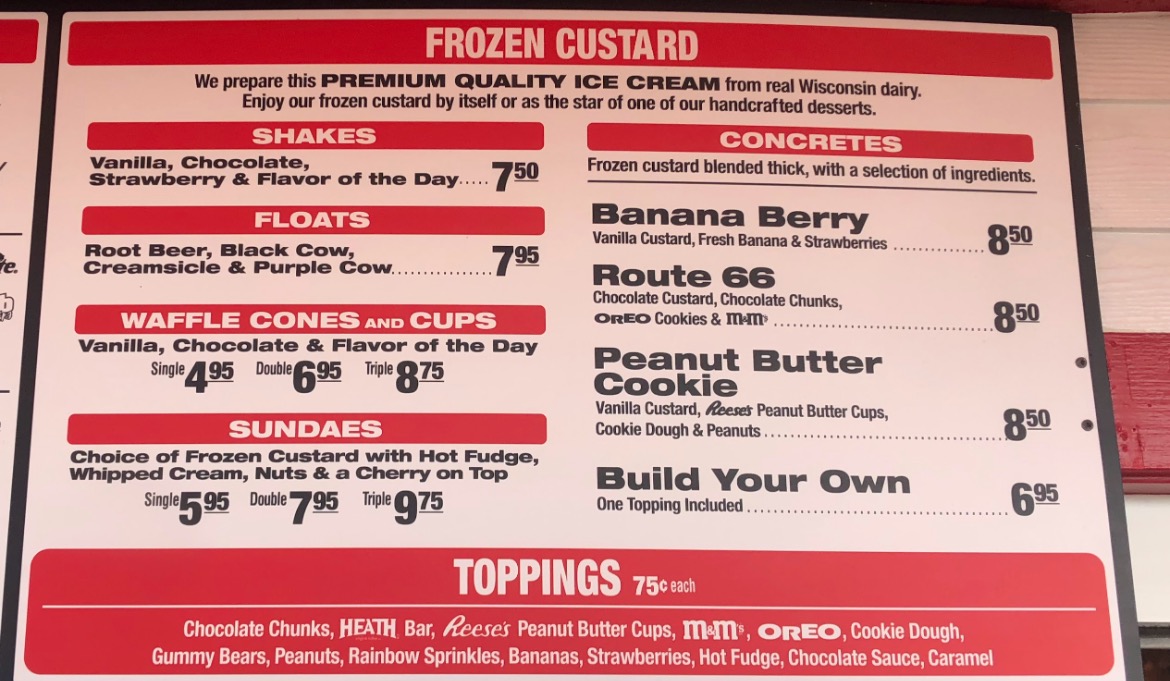 FROZEN CUSTARD
We prepare this PREMIUM QUALITY ICE CREAM from real Wisconsin dairy.
Enjoy our frozen custard by itself or as the star of one of our handcrafted desserts.
SHAKES
Vanilla, Chocolate,
Strawberry & Flavor of the Day..... 7 50
FLOATS
Root Beer, Black Cow,
Creamsicle & Purple Cow............... 7 95
WAFFLE CONES AND CUPS
Vanilla, Chocolate & Flavor of the Day
Single 4 95 Double 6 95 Triple 8 75
SUNDAES
Choice of Frozen Custard with Hot Fudge,
Whipped Cream, Nuts & a Cherry on Top
Single 5 95 Double 7 95 Triple 9 75
CONCRETES
Frozen custard blended thick, with a selection of ingredients.
Banana Berry
Vanilla Custard, Fresh Banana & Strawberries ................ 8 50
Route 66
Chocolate Custard, Chocolate Chunks,
OREO Cookies & m&m's ...................................... 8 50
Peanut Butter
Cookie
Vanilla Custard, Reese's Peanut Butter Cups,
Cookie Dough & Peanuts .......................................... 8 50
Build Your Own
One Topping Included .............................................. 6 95
TOPPINGS 75¢ each
Chocolate Chunks, HEATH Bar, Reese's Peanut Butter Cups, m&m's, OREO, Cookie Dough,
Gummy Bears, Peanuts, Rainbow Sprinkles, Bananas, Strawberries, Hot Fudge, Chocolate Sauce, Caramel